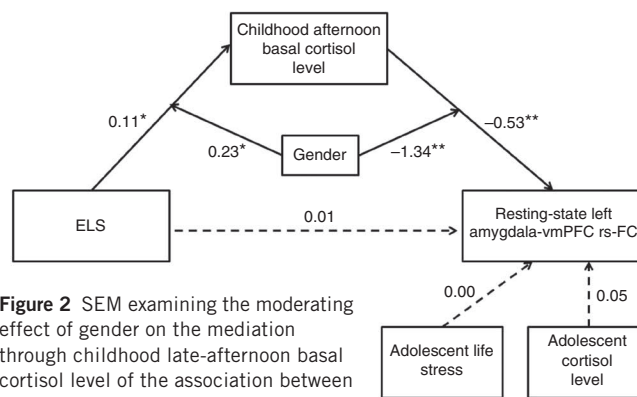 Childhood afternoon
basal cortisol
level
0.11*
–0.53**
0.23*
Gender
–1.34**
ELS
0.01
Resting-state left
amygdala-vmPFC rs-FC
0.00
0.05
Adolescent life
stress
Adolescent
cortisol
level
Figure 2 SEM examining the moderating
effect of gender on the mediation
through childhood late-afternoon basal
cortisol level of the association between